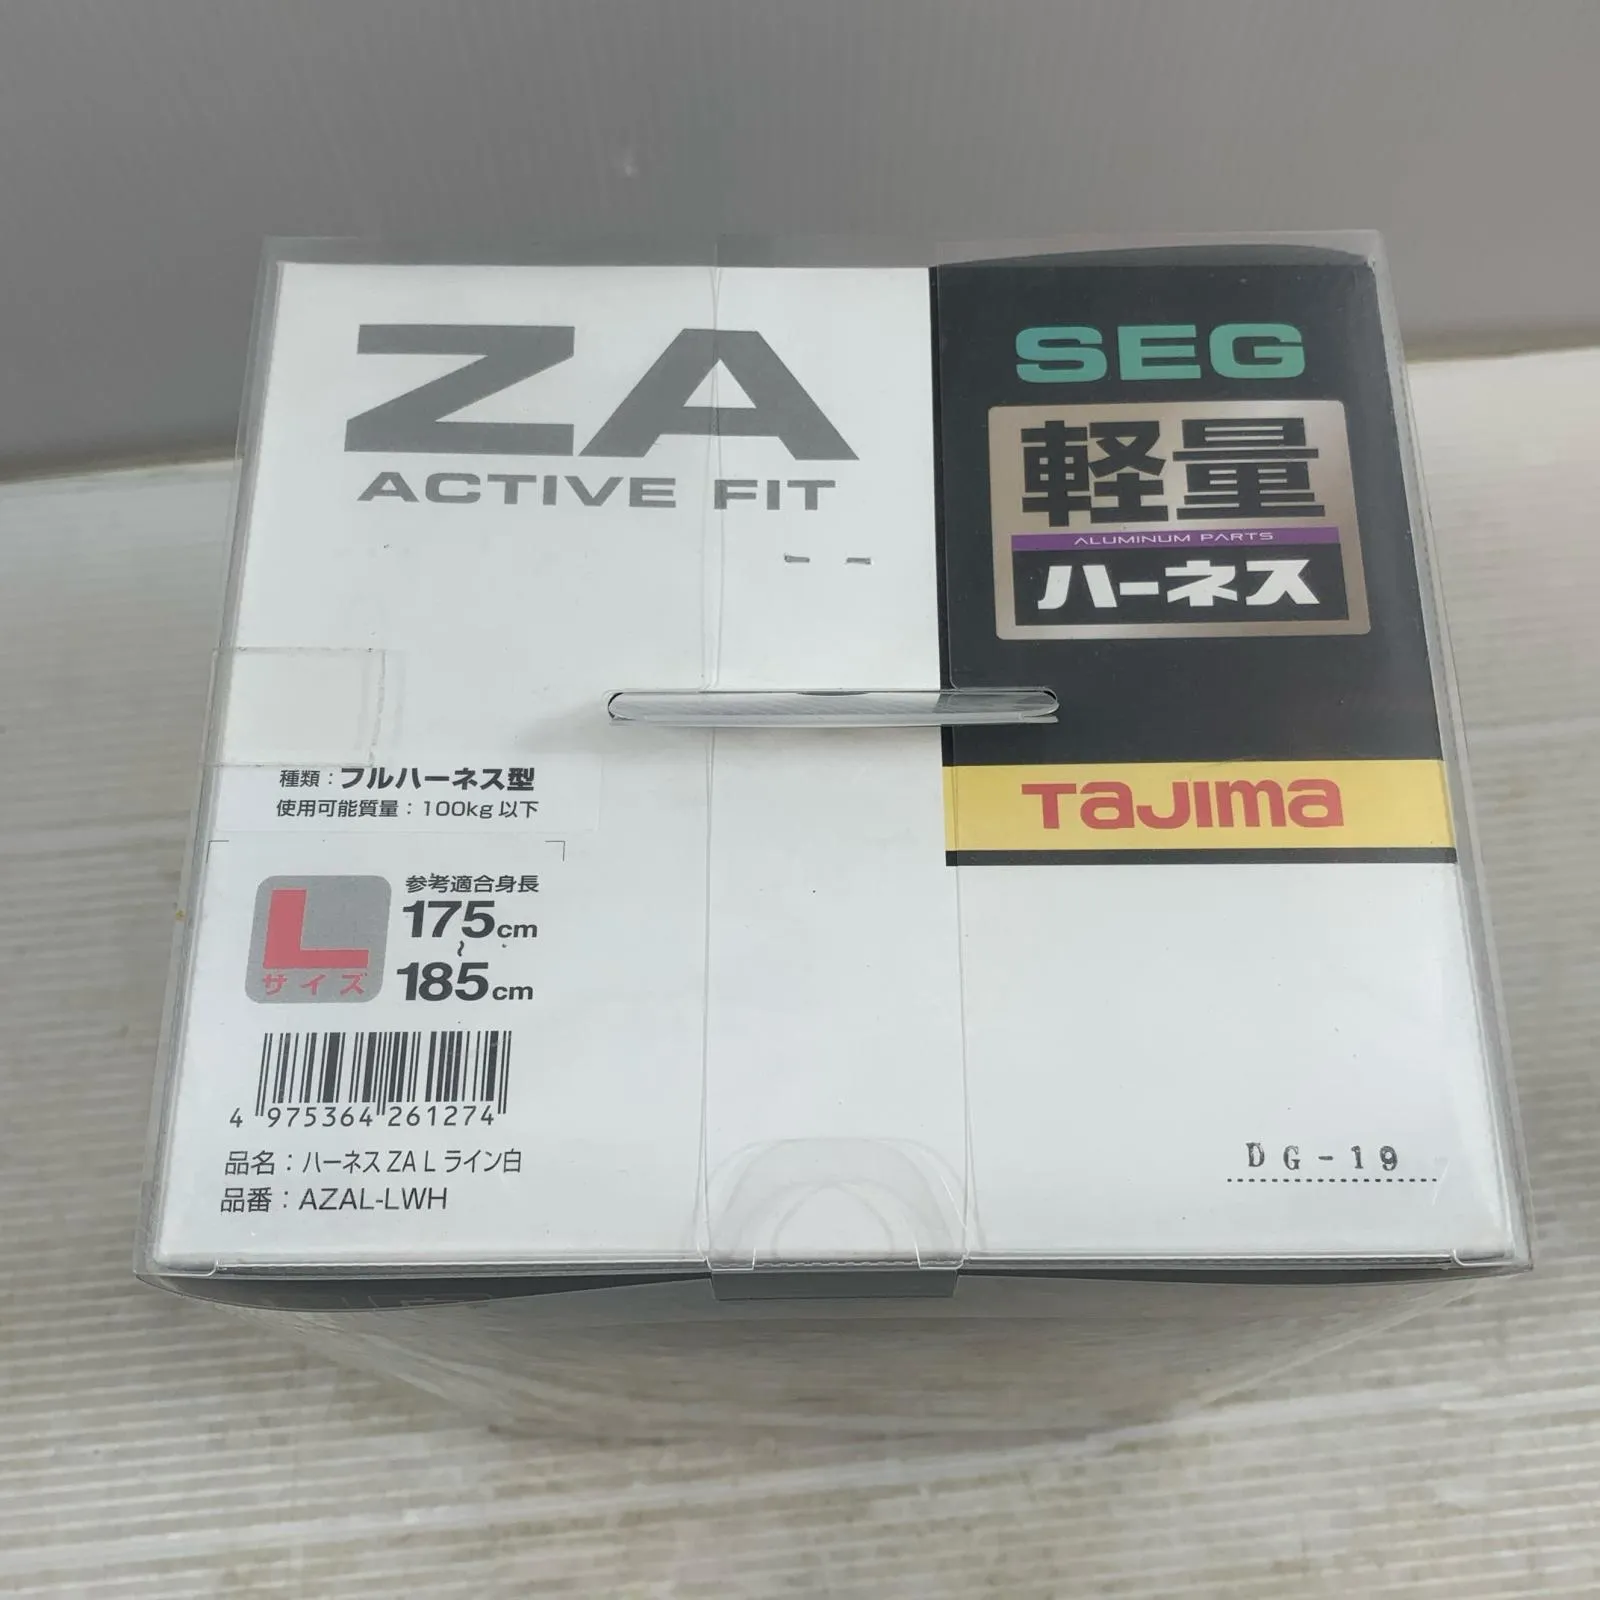 ZA
ACTIVE FIT
SEG
軽量
ALUMINUM PARTS
ハーネス
TaJIma
種類：フルハーネス型
使用可能質量：100kg 以下
L
サイズ
参考適合身長
175cm
~
185cm
4 975364 261274
品名：ハーネス ZA L ライン白
品番：AZAL-LWH
DG-19